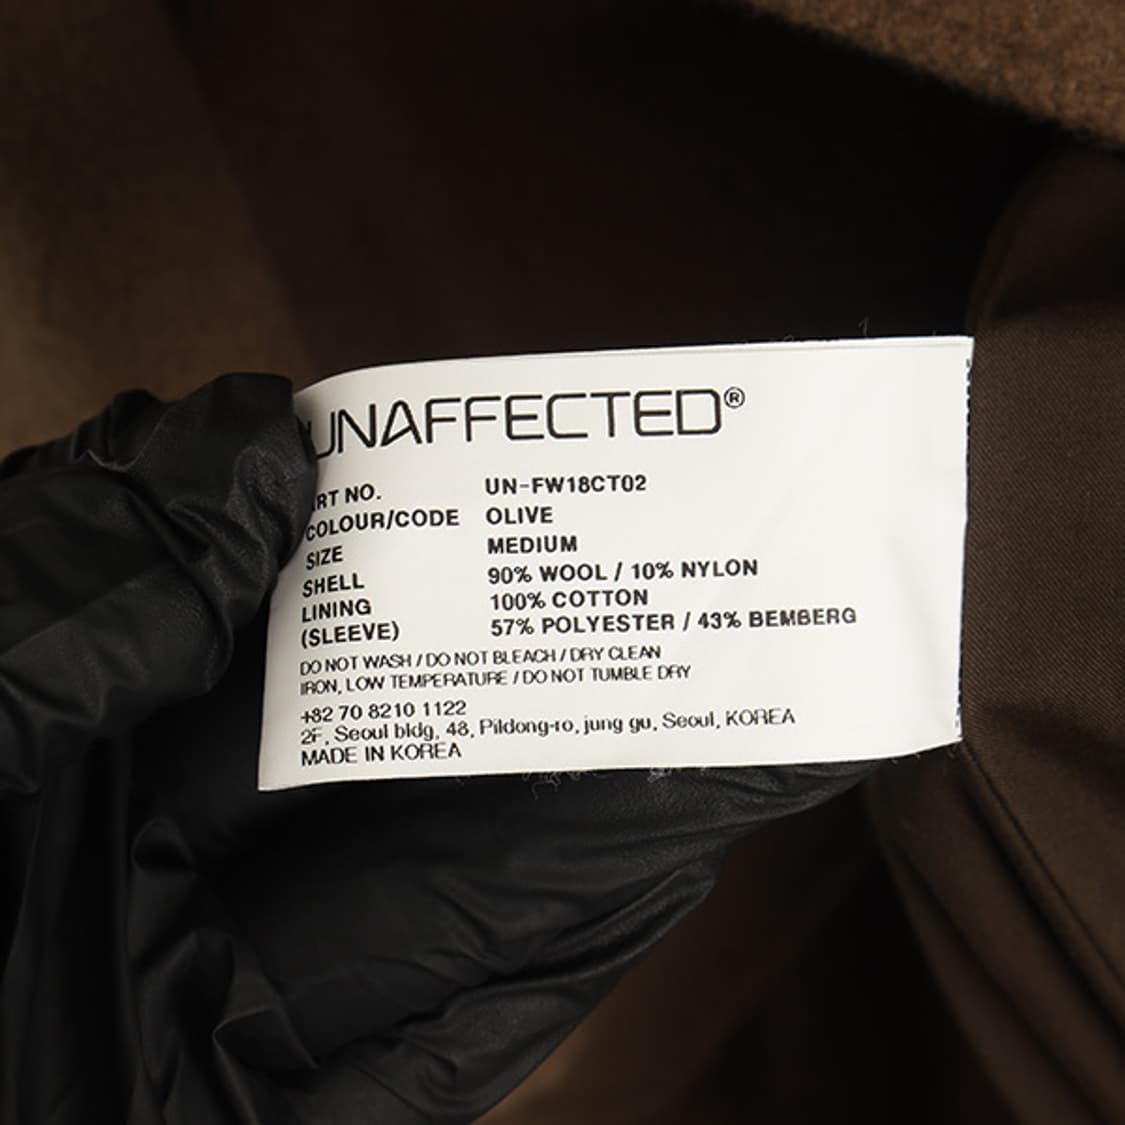 UNAFFECTED®
ART NO. UN-FW18CT02
COLOUR/CODE OLIVE
SIZE MEDIUM
SHELL 90% WOOL / 10% NYLON
LINING 100% COTTON
(SLEEVE) 57% POLYESTER / 43% BEMBERG
DO NOT WASH / DO NOT BLEACH / DRY CLEAN
IRON, LOW TEMPERATURE / DO NOT TUMBLE DRY
+82 70 8210 1122
2F, Seoul bldg, 48, Pildong-ro, jung gu, Seoul, KOREA
MADE IN KOREA